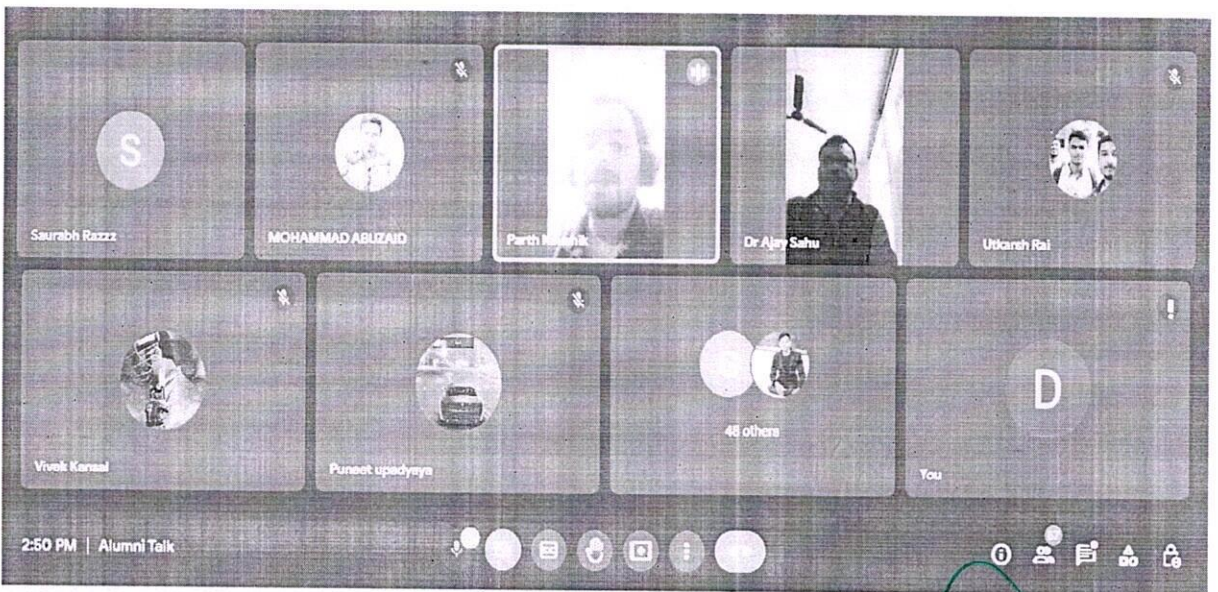 S
Saurabh Razzz
MOHAMMAD ABUZAID
Parth
Dr Ajay Sahu
Utkarsh Rai
Vivek Kansal
Puneet upadyaya
48 others
D
You
2:50 PM | Alumni Talk